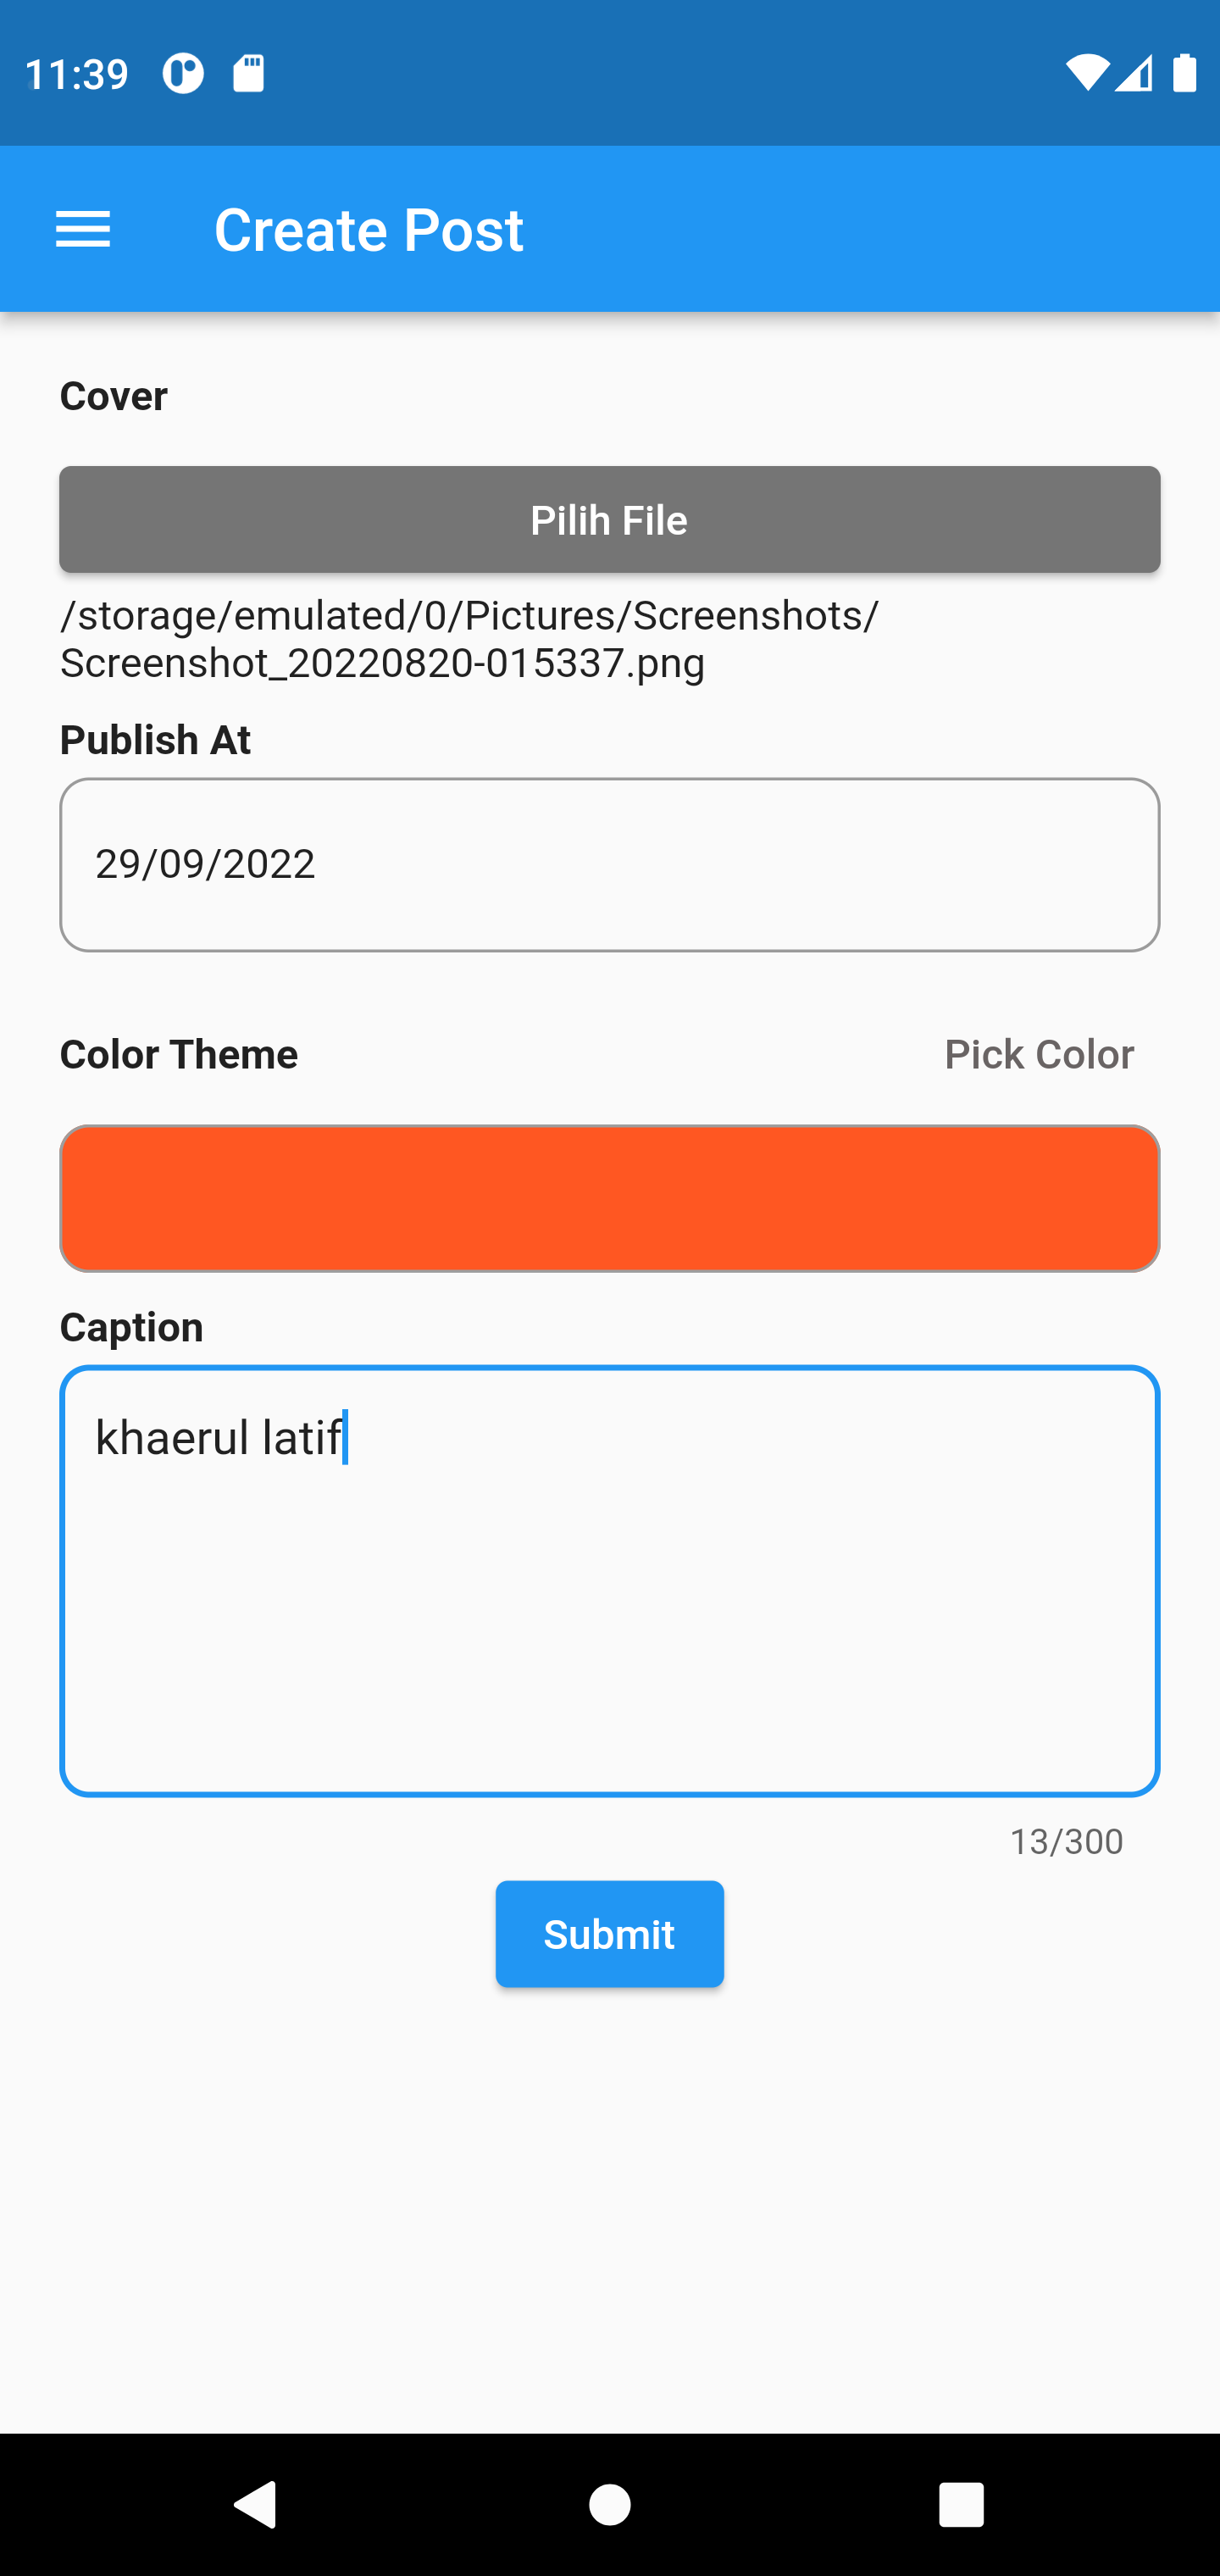 11:39
Create Post
Cover
Pilih File
/storage/emulated/0/Pictures/Screenshots/
Screenshot_20220820-015337.png
Publish At
29/09/2022
Color Theme
Pick Color
Caption
khaerul latif
13/300
Submit